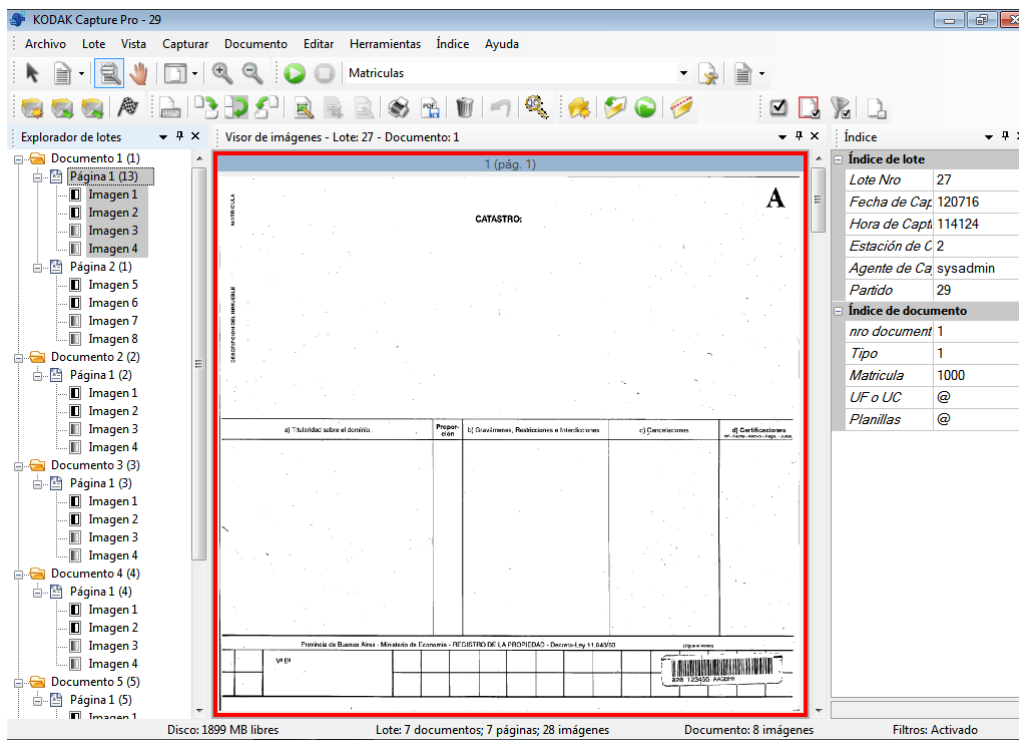 KODAK Capture Pro - 29
Archivo Lote Vista Capturar Documento Editar Herramientas Índice Ayuda
Matriculas
Explorador de lotes
Documento 1 (1)
Página 1 (13)
Imagen 1
Imagen 2
Imagen 3
Imagen 4
Página 2 (1)
Imagen 5
Imagen 6
Imagen 7
Imagen 8
Documento 2 (2)
Página 1 (2)
Imagen 1
Imagen 2
Imagen 3
Imagen 4
Documento 3 (3)
Página 1 (3)
Imagen 1
Imagen 2
Imagen 3
Imagen 4
Documento 4 (4)
Página 1 (4)
Imagen 1
Imagen 2
Imagen 3
Imagen 4
Documento 5 (5)
Página 1 (5)
Imagen 1
Visor de imágenes - Lote: 27 - Documento: 1
1 (pág. 1)
A
MATRICULA
CATASTRO:
DESCRIPCION DEL INMUEBLE
a) Titularidad sobre el dominio
Propor-
ción
b) Gravámenes, Restricciones e Interdicciones
c) Cancelaciones
d) Certificaciones
Provincia de Buenos Aires - Ministerio de Economía - REGISTRO DE LA PROPIEDAD - Decreto-Ley 11.643/63
Índice
Índice de lote
Lote Nro 27
Fecha de Cap 120716
Hora de Capt 114124
Estación de C 2
Agente de Ca sysadmin
Partido 29
Índice de documento
nro document 1
Tipo 1
Matricula 1000
UF o UC @
Planillas @
Disco: 1899 MB libres Lote: 7 documentos; 7 páginas; 28 imágenes Documento: 8 imágenes Filtros: Activado